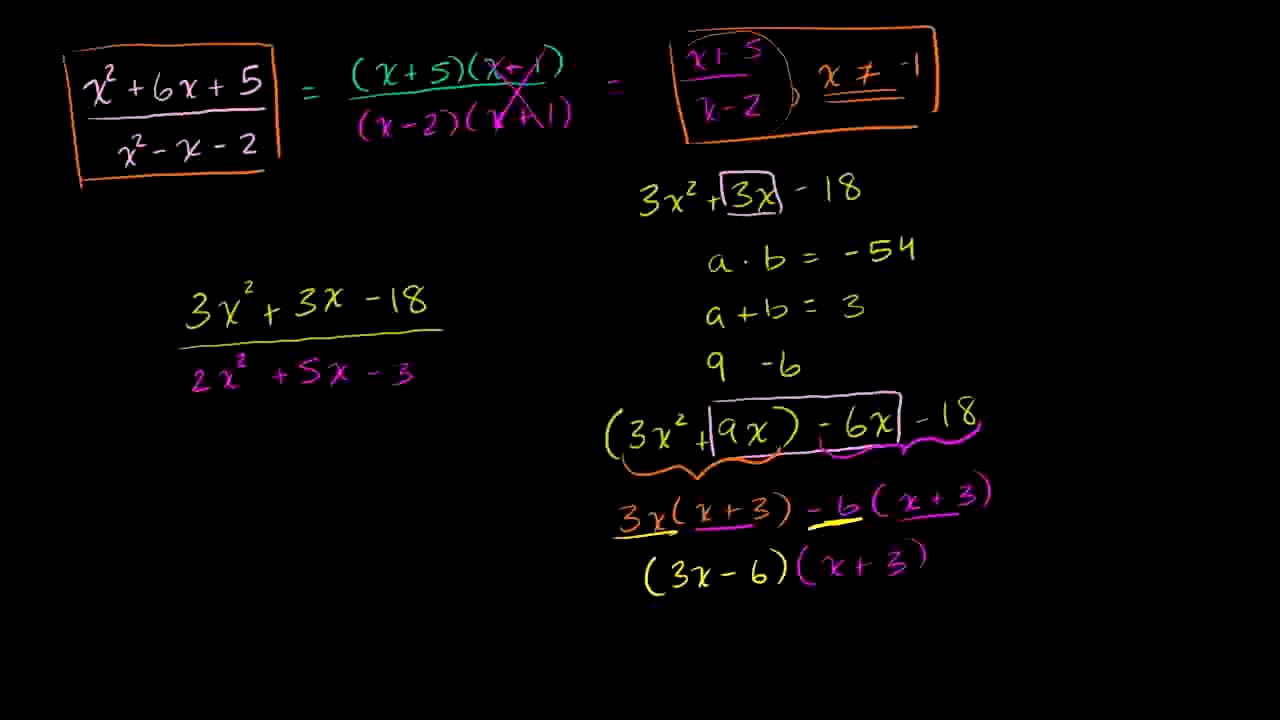 x² + 6x + 5 / x² - x - 2 = (x + 5)(x + 1) / (x - 2)(x + 1) = x + 5 / x - 2 , x ≠ -1
3x² + 3x - 18
a · b = -54
a + b = 3
9 -6
(3x² + 9x) - 6x - 18
3x(x + 3) - 6(x + 3)
(3x - 6)(x + 3)
3x² + 3x - 18
2x² + 5x - 3